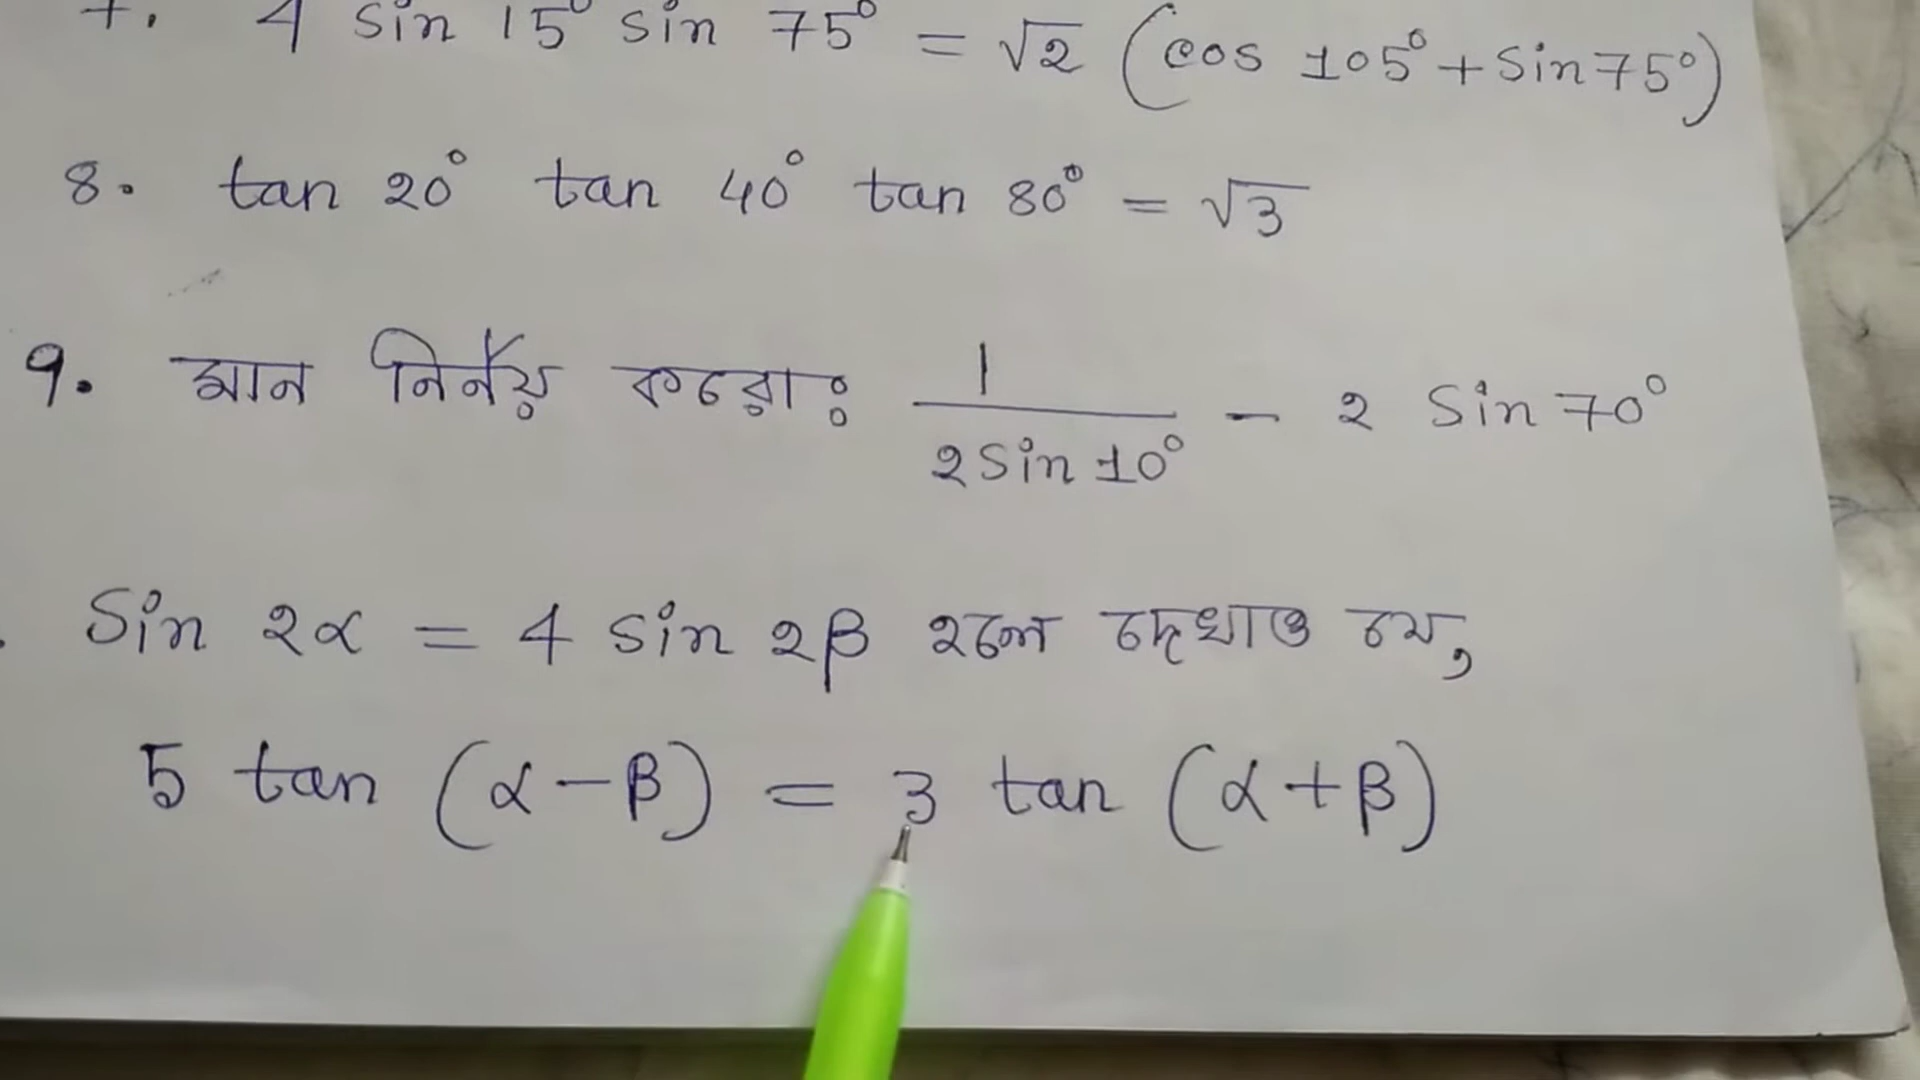 7. 4 sin 15° sin 75° = √2 (cos 105° + sin 75°)
8. tan 20° tan 40° tan 80° = √3
9. মান নির্নয় করো: 1/(2 sin 10°) - 2 sin 70°
. Sin 2α = 4 sin 2β হলে দেখাও যে,
5 tan (α - β) = 3 tan (α + β)